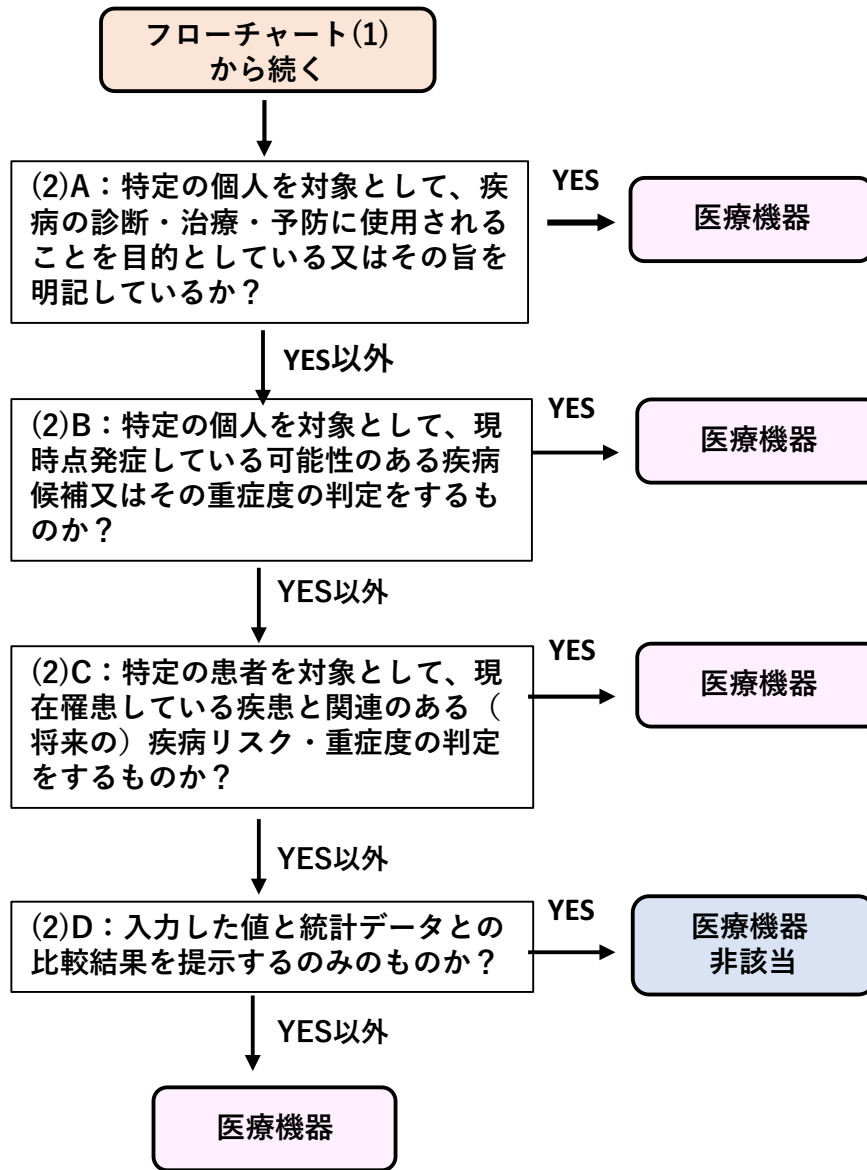 フローチャート(1)
から続く
(2)A：特定の個人を対象として、疾
病の診断・治療・予防に使用される
ことを目的としている又はその旨を
明記しているか？
YES
医療機器
YES以外
(2)B：特定の個人を対象として、現
時点発症している可能性のある疾病
候補又はその重症度の判定をするも
のか？
YES
医療機器
YES以外
(2)C：特定の患者を対象として、現
在罹患している疾患と関連のある（
将来の）疾病リスク・重症度の判定
をするものか？
YES
医療機器
YES以外
(2)D：入力した値と統計データとの
比較結果を提示するのみのものか？
YES
医療機器
非該当
YES以外
医療機器